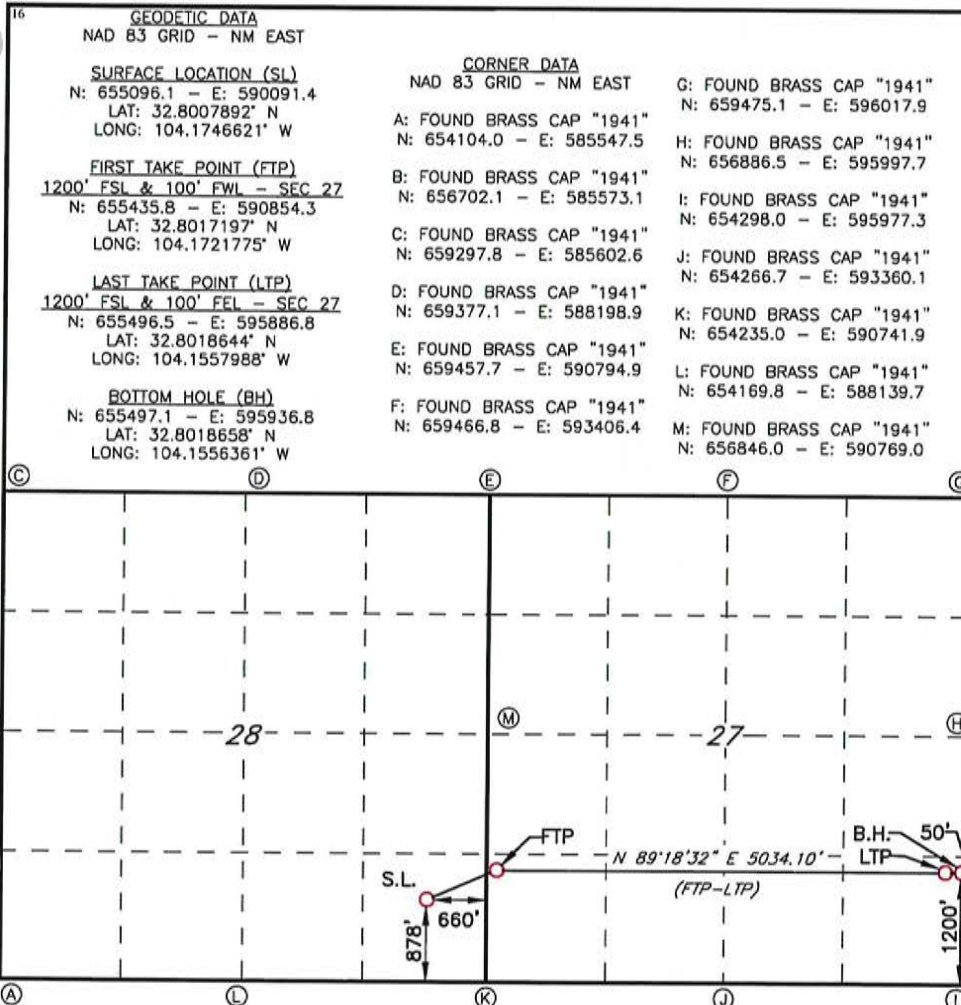 16
GEODETIC DATA
NAD 83 GRID - NM EAST
SURFACE LOCATION (SL)
N: 655096.1 - E: 590091.4
LAT: 32.8007892° N
LONG: 104.1746621° W
FIRST TAKE POINT (FTP)
1200' FSL & 100' FWL - SEC 27
N: 655435.8 - E: 590854.3
LAT: 32.8017197° N
LONG: 104.1721775° W
LAST TAKE POINT (LTP)
1200' FSL & 100' FEL - SEC 27
N: 655496.5 - E: 595886.8
LAT: 32.8018644° N
LONG: 104.1557988° W
BOTTOM HOLE (BH)
N: 655497.1 - E: 595936.8
LAT: 32.8018658° N
LONG: 104.1556361° W
CORNER DATA
NAD 83 GRID - NM EAST
A: FOUND BRASS CAP "1941"
N: 654104.0 - E: 585547.5
B: FOUND BRASS CAP "1941"
N: 656702.1 - E: 585573.1
C: FOUND BRASS CAP "1941"
N: 659297.8 - E: 585602.6
D: FOUND BRASS CAP "1941"
N: 659377.1 - E: 588198.9
E: FOUND BRASS CAP "1941"
N: 659457.7 - E: 590794.9
F: FOUND BRASS CAP "1941"
N: 659466.8 - E: 593406.4
G: FOUND BRASS CAP "1941"
N: 659475.1 - E: 596017.9
H: FOUND BRASS CAP "1941"
N: 656886.5 - E: 595997.7
I: FOUND BRASS CAP "1941"
N: 654298.0 - E: 595977.3
J: FOUND BRASS CAP "1941"
N: 654266.7 - E: 593360.1
K: FOUND BRASS CAP "1941"
N: 654235.0 - E: 590741.9
L: FOUND BRASS CAP "1941"
N: 654169.8 - E: 588139.7
M: FOUND BRASS CAP "1941"
N: 656846.0 - E: 590769.0
C D E F G
28 M 27 H
FTP B.H. 50'
N 89°18'32" E 5034.10' LTP
S.L. (FTP-LTP)
660'
878' 1200'
A L K J I